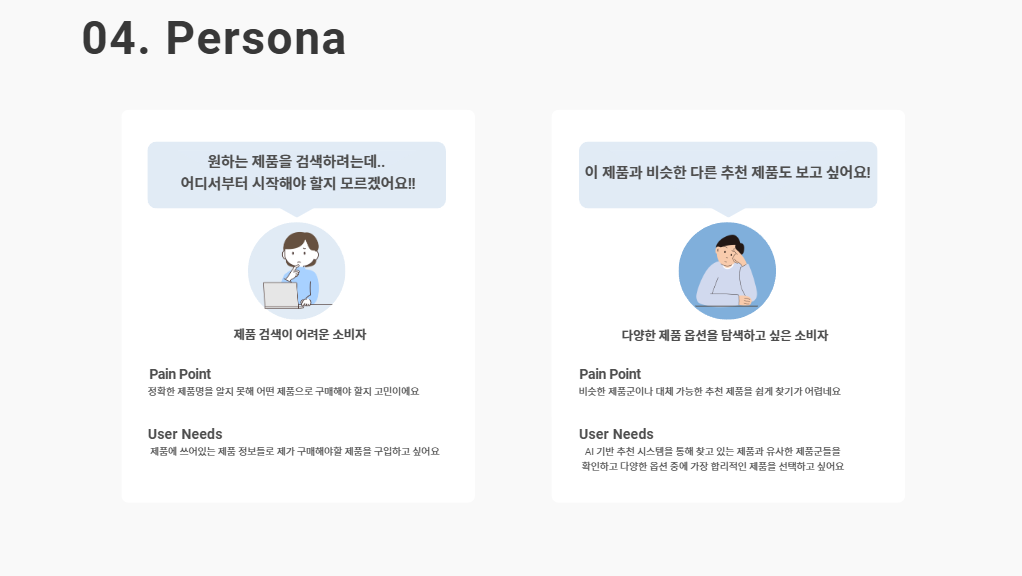 04. Persona
원하는 제품을 검색하려는데..
어디서부터 시작해야 할지 모르겠어요!!
제품 검색이 어려운 소비자
Pain Point
정확한 제품명을 알지 못해 어떤 제품으로 구매해야 할지 고민이에요
User Needs
제품에 쓰어있는 제품 정보들로 제가 구매해야할 제품을 구입하고 싶어요
이 제품과 비슷한 다른 추천 제품도 보고 싶어요!
다양한 제품 옵션을 탐색하고 싶은 소비자
Pain Point
비슷한 제품군이나 대체 가능한 추천 제품을 쉽게 찾기가 어렵네요
User Needs
AI 기반 추천 시스템을 통해 찾고 있는 제품과 유사한 제품군들을
확인하고 다양한 옵션 중에 가장 합리적인 제품을 선택하고 싶어요